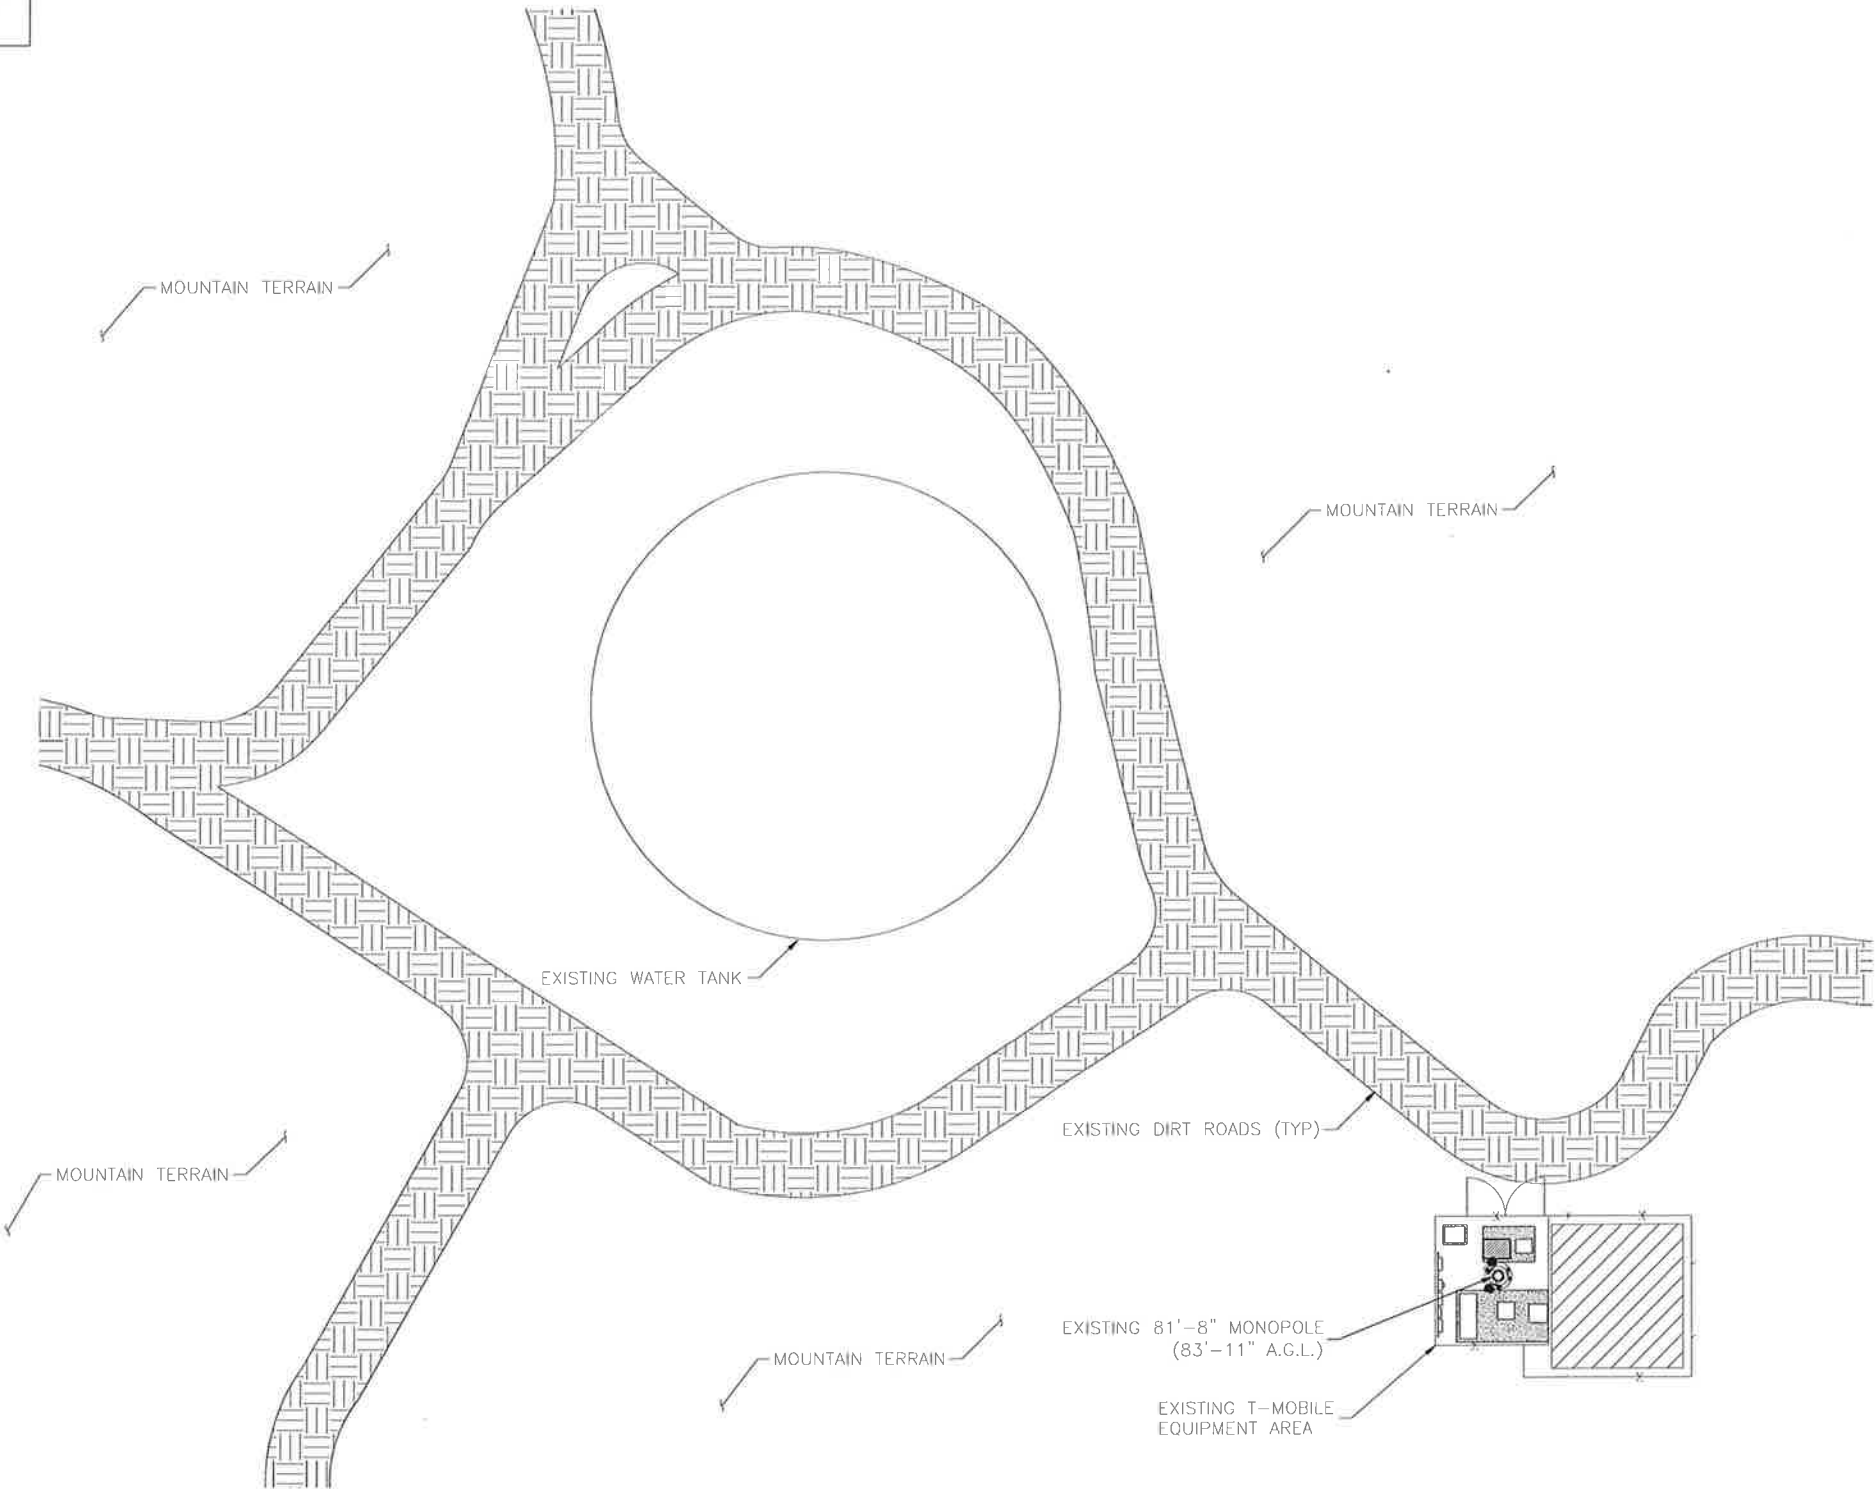 MOUNTAIN TERRAIN
MOUNTAIN TERRAIN
EXISTING WATER TANK
EXISTING DIRT ROADS (TYP)
MOUNTAIN TERRAIN
EXISTING 81'-8" MONOPOLE
(83'-11" A.G.L.)
MOUNTAIN TERRAIN
EXISTING T-MOBILE
EQUIPMENT AREA